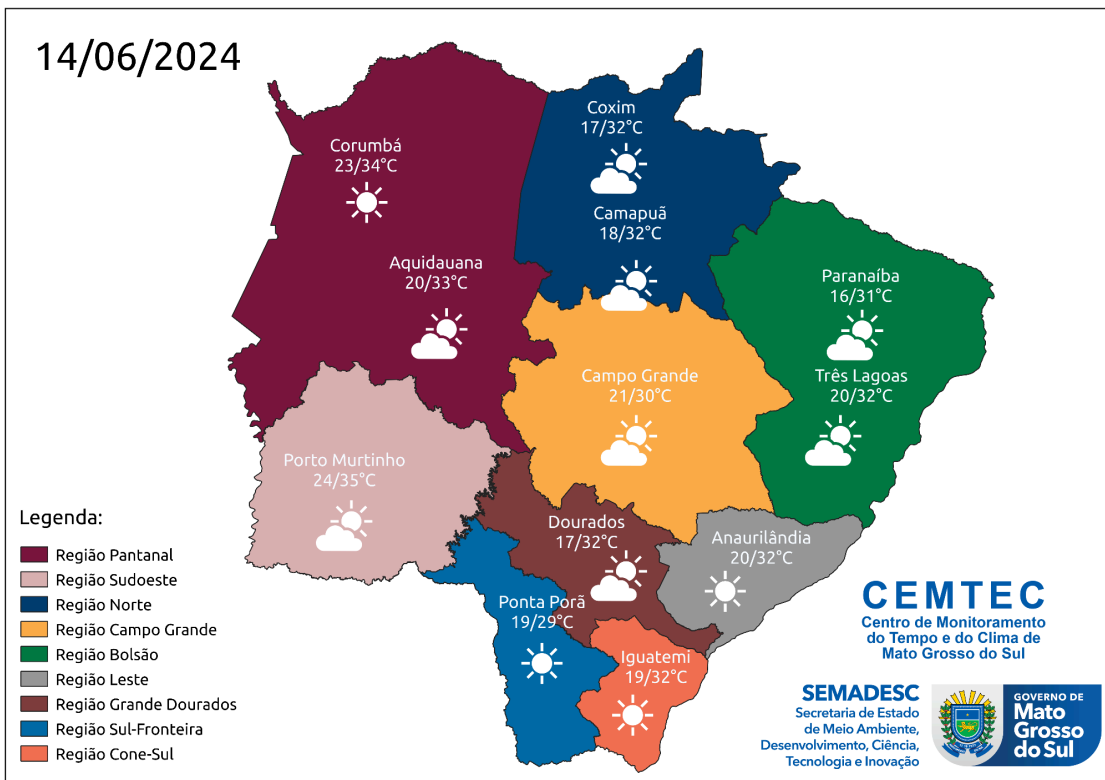 14/06/2024
Coxim
17/32°C
Corumbá
23/34°C
Camapuã
18/32°C
Aquidauana
20/33°C
Paranaíba
16/31°C
Campo Grande
21/30°C
Três Lagoas
20/32°C
Porto Murtinho
24/35°C
Dourados
17/32°C
Anaurilândia
20/32°C
Ponta Porã
19/29°C
Iguatemi
19/32°C
Legenda:
Região Pantanal
Região Sudoeste
Região Norte
Região Campo Grande
Região Bolsão
Região Leste
Região Grande Dourados
Região Sul-Fronteira
Região Cone-Sul
CEMTEC
Centro de Monitoramento
do Tempo e do Clima de
Mato Grosso do Sul
SEMADESC
Secretaria de Estado
de Meio Ambiente,
Desenvolvimento, Ciência,
Tecnologia e Inovação
GOVERNO DE
Mato
Grosso
do Sul